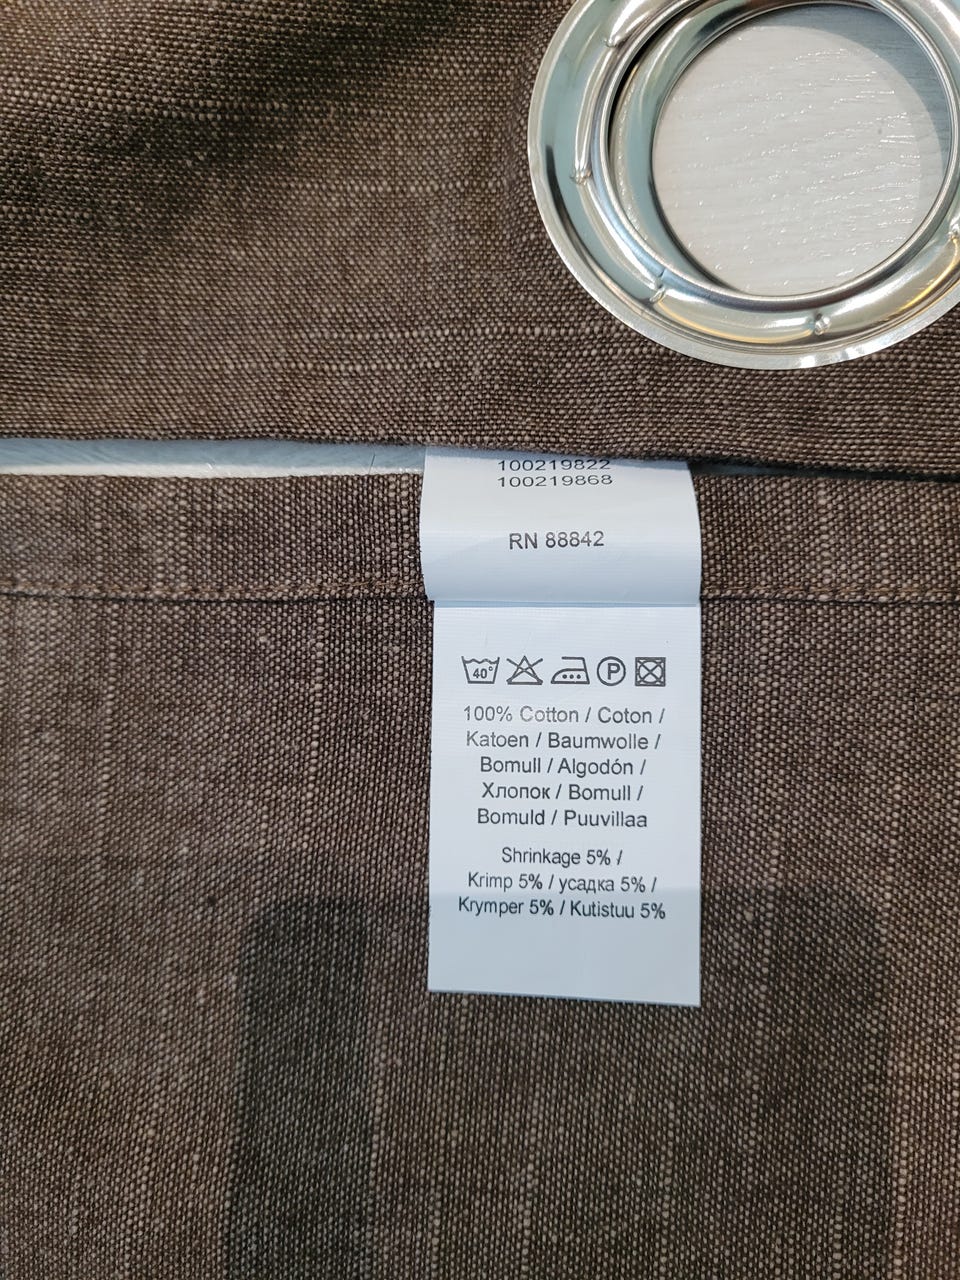 100219822
100219868
RN 88842
40°
P
100% Cotton / Coton /
Katoen / Baumwolle /
Bomull / Algodón /
Хлопок / Bomull /
Bomuld / Puuvillaa
Shrinkage 5% /
Krimp 5% / усадка 5% /
Krymper 5% / Kutistuu 5%